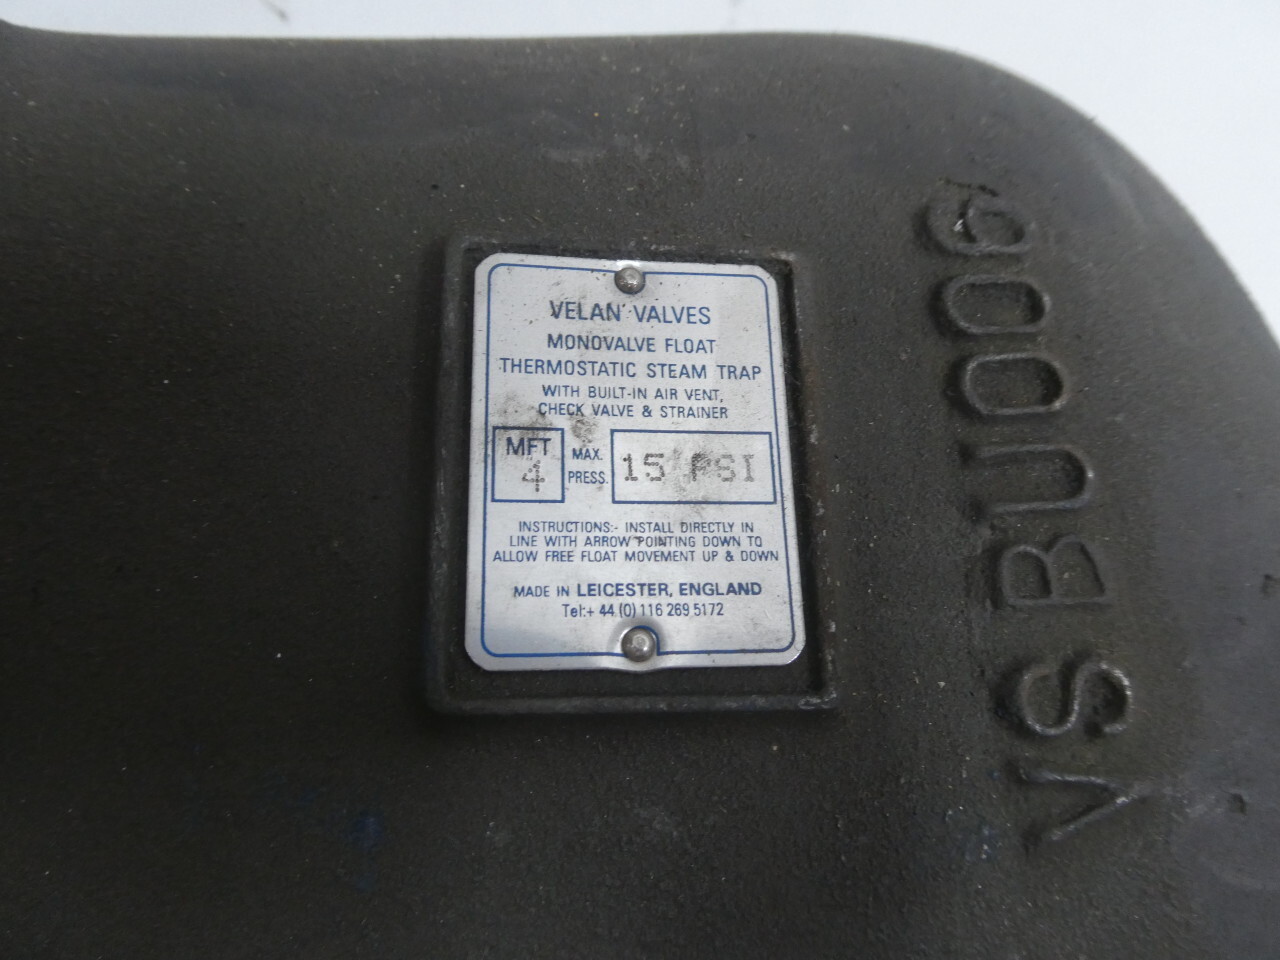 VELAN VALVES
MONOVALVE FLOAT
THERMOSTATIC STEAM TRAP
WITH BUILT-IN AIR VENT,
CHECK VALVE & STRAINER
MFT
4
MAX.
PRESS.
15 PSI
INSTRUCTIONS:- INSTALL DIRECTLY IN
LINE WITH ARROW POINTING DOWN TO
ALLOW FREE FLOAT MOVEMENT UP & DOWN
MADE IN LEICESTER, ENGLAND
Tel:+ 44 (0) 116 269 5172
VS BU006